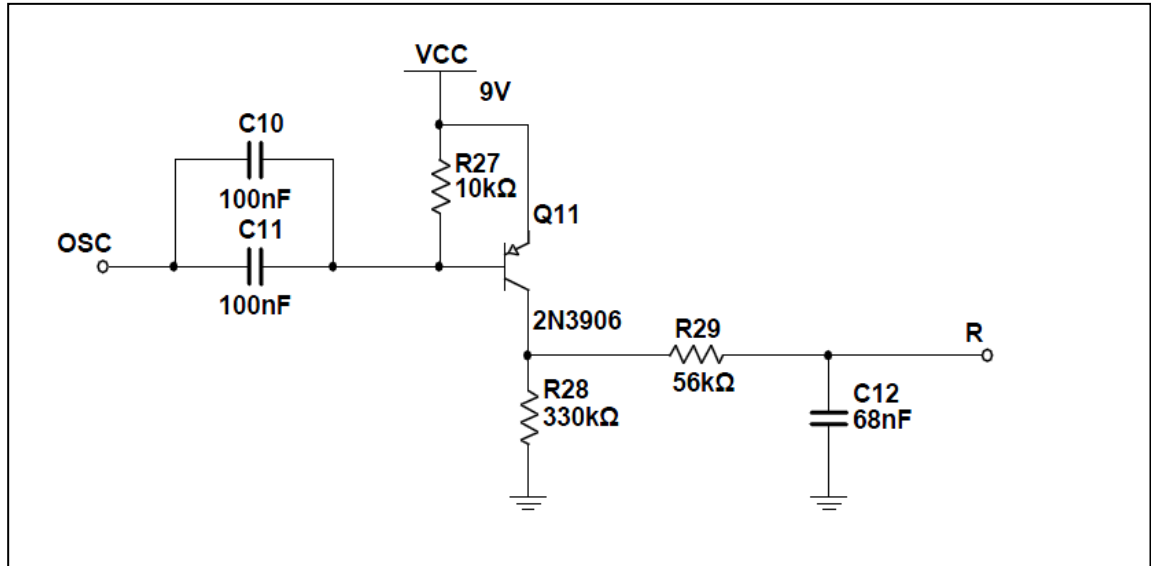 VCC
9V
C10
100nF
R27
10kΩ
C11
100nF
OSC
Q11
2N3906
R29
56kΩ
R
R28
330kΩ
C12
68nF